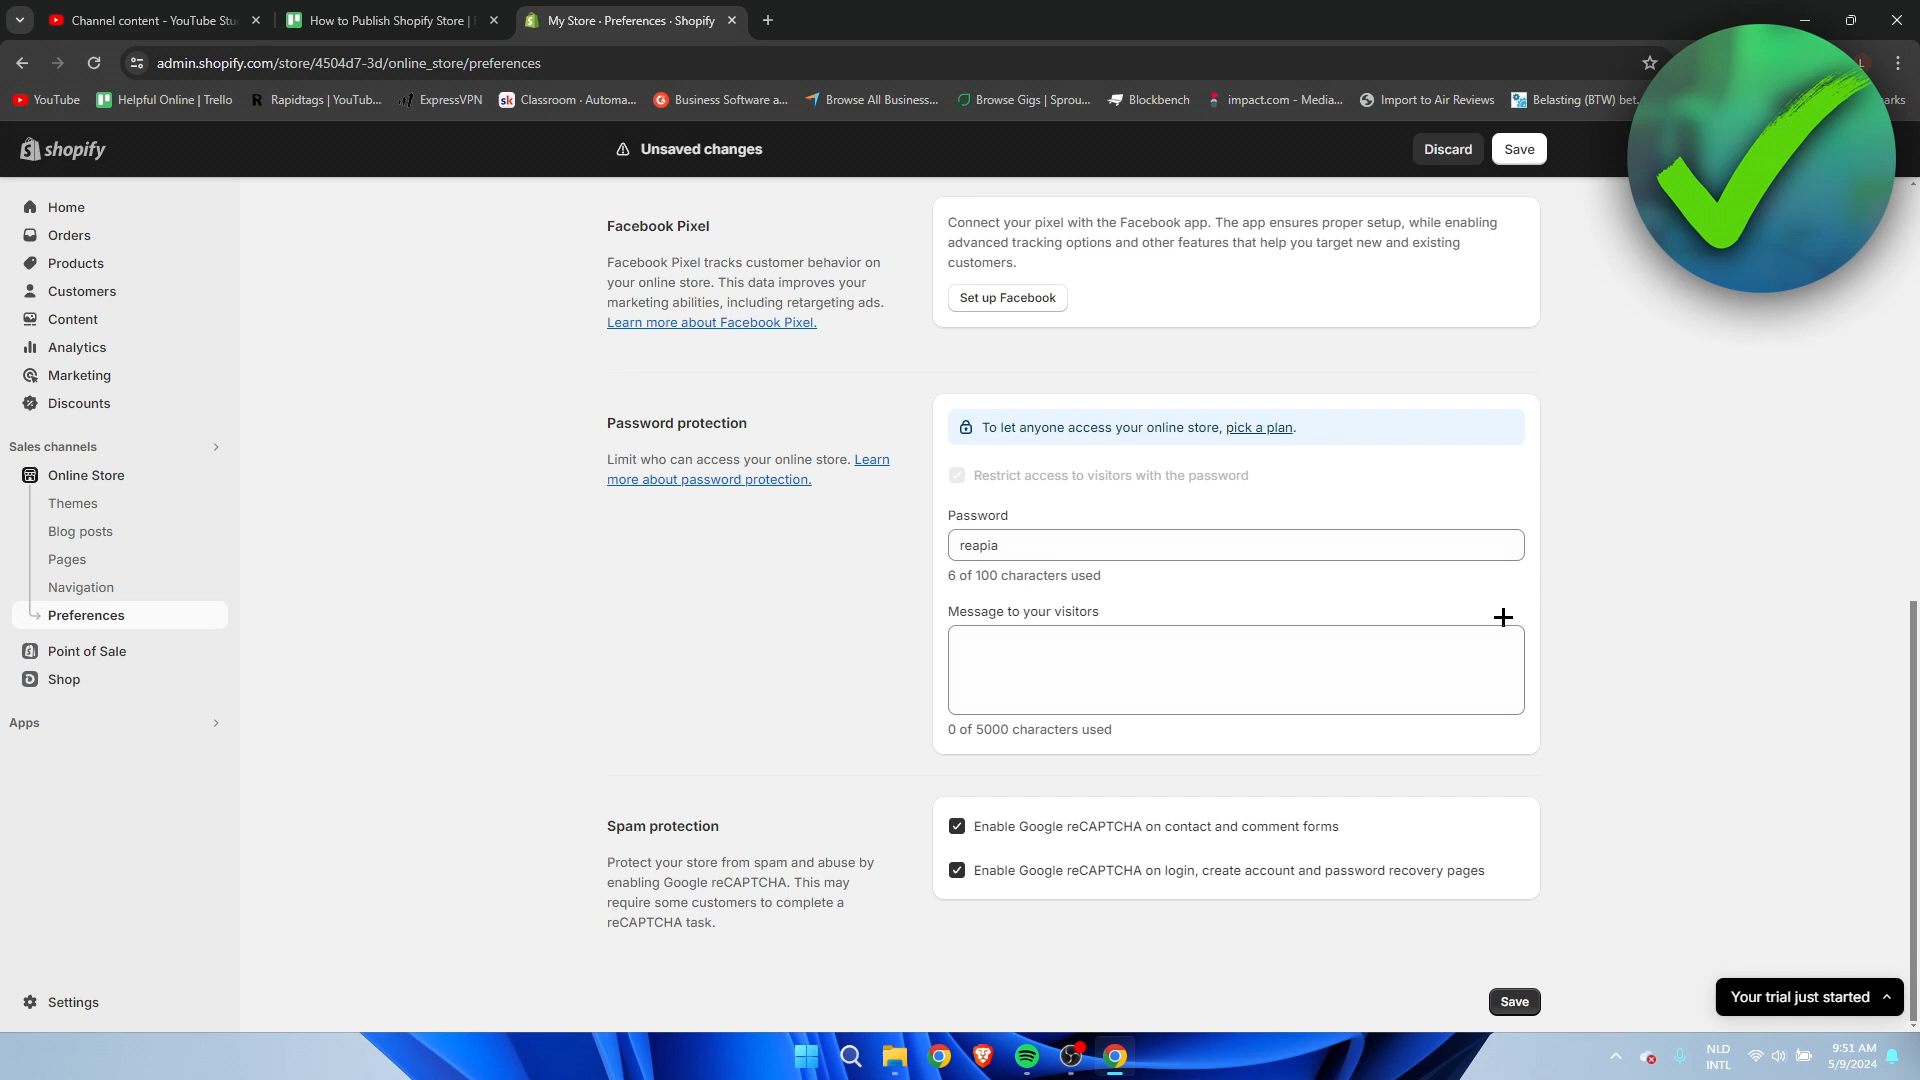 Channel content - YouTube Stu
How to Publish Shopify Store |
My Store · Preferences · Shopify
admin.shopify.com/store/4504d7-3d/online_store/preferences
YouTube
Helpful Online | Trello
Rapidtags | YouTub...
ExpressVPN
Classroom - Automa...
Business Software a...
Browse All Business...
Browse Gigs | Sprou...
Blockbench
impact.com - Media...
Import to Air Reviews
Belasting (BTW) bet.
arks
shopify
Unsaved changes
Discard
Save
Home
Orders
Products
Customers
Content
Analytics
Marketing
Discounts
Sales channels
Online Store
Themes
Blog posts
Pages
Navigation
Preferences
Point of Sale
Shop
Apps
Settings
Facebook Pixel
Facebook Pixel tracks customer behavior on
your online store. This data improves your
marketing abilities, including retargeting ads.
Learn more about Facebook Pixel.
Connect your pixel with the Facebook app. The app ensures proper setup, while enabling
advanced tracking options and other features that help you target new and existing
customers.
Set up Facebook
Password protection
Limit who can access your online store. Learn
more about password protection.
To let anyone access your online store, pick a plan.
Restrict access to visitors with the password
Password
reapia
6 of 100 characters used
Message to your visitors
0 of 5000 characters used
Spam protection
Protect your store from spam and abuse by
enabling Google reCAPTCHA. This may
require some customers to complete a
reCAPTCHA task.
Enable Google reCAPTCHA on contact and comment forms
Enable Google reCAPTCHA on login, create account and password recovery pages
Save
Your trial just started
NLD
INTL
9:51 AM
5/9/2024